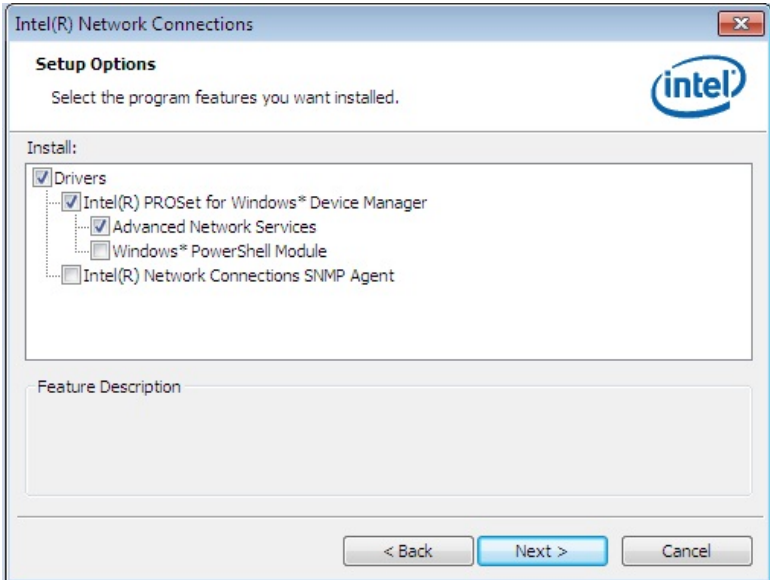 Intel(R) Network Connections
Setup Options
Select the program features you want installed.
intel
Install:
Drivers
Intel(R) PROSet for Windows* Device Manager
Advanced Network Services
Windows* PowerShell Module
Intel(R) Network Connections SNMP Agent
Feature Description
< Back Next > Cancel